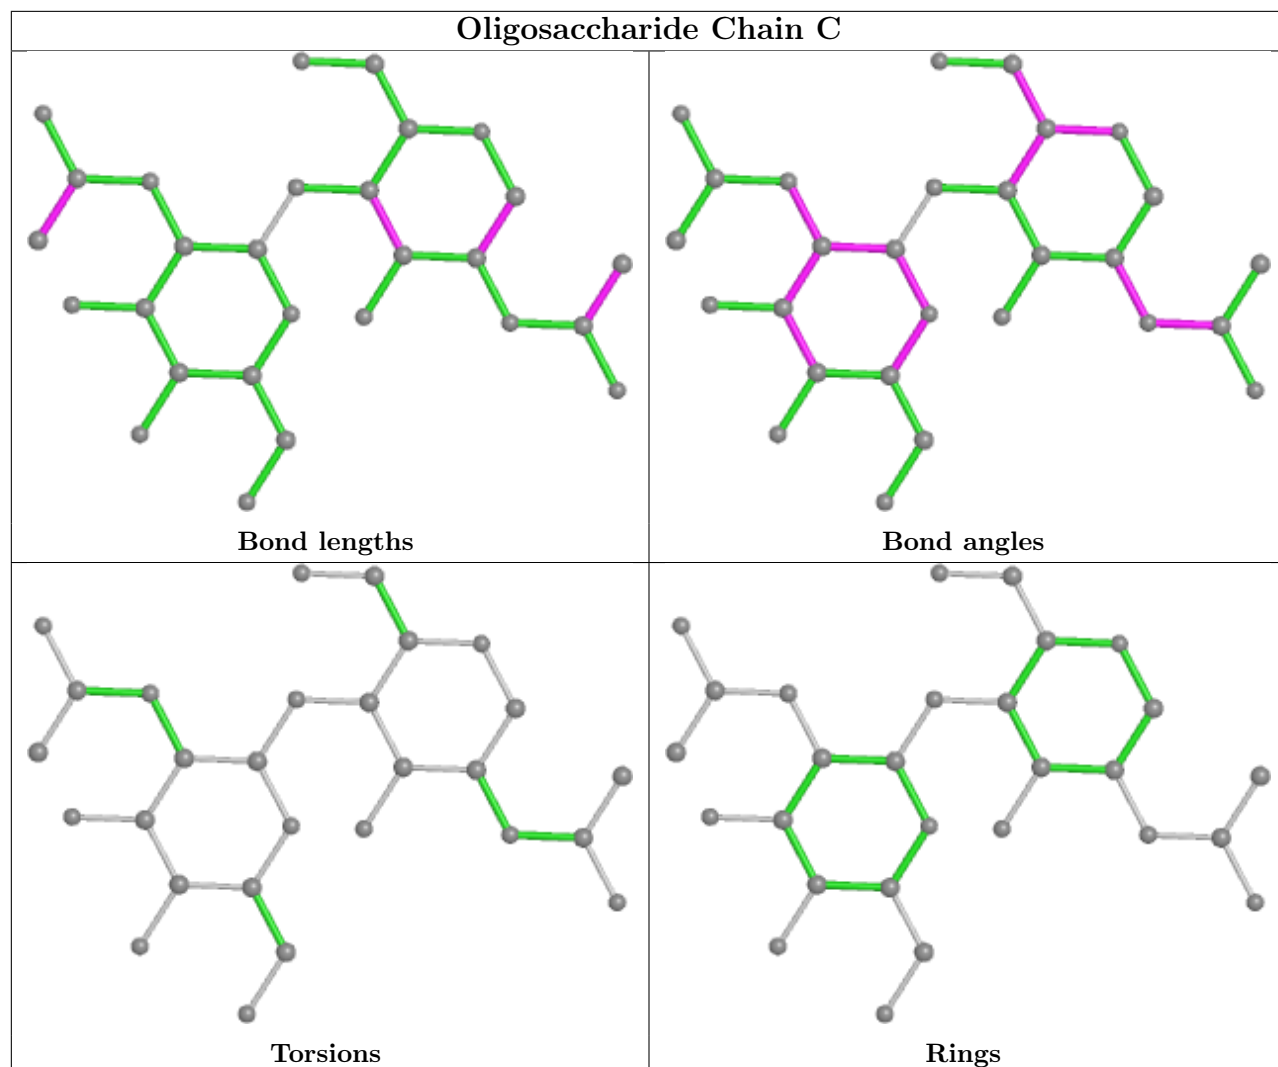 Oligosaccharide Chain C
Bond lengths
Bond angles
Torsions
Rings